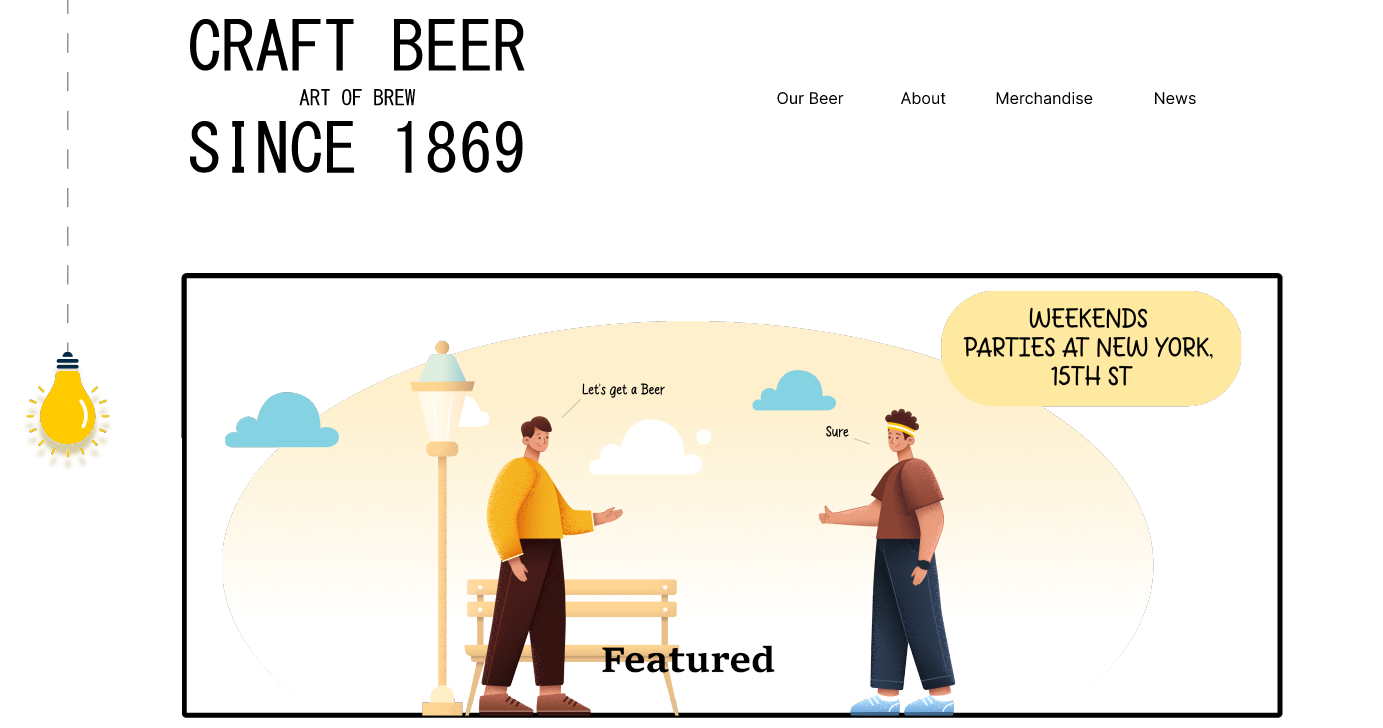 CRAFT BEER
ART OF BREW
SINCE 1869
Our Beer About Merchandise News
WEEKENDS
PARTIES AT NEW YORK,
15TH ST
Let's get a Beer
Sure
Featured